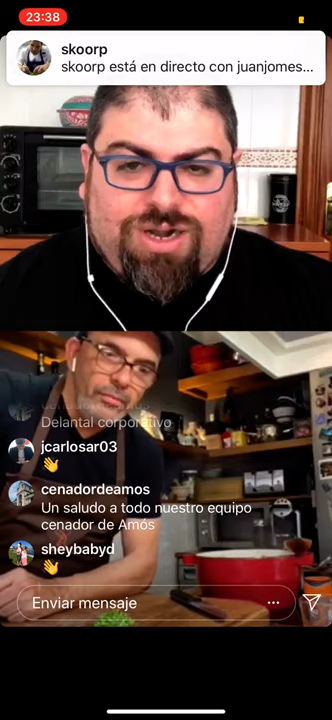 23:38
skoorp
skoorp está en directo con juanjomes...
Delantal corporativo
jcarlosar03
👋
cenadordeamos
Un saludo a todo nuestro equipo
cenador de Amós
sheybabyd
👋
Enviar mensaje